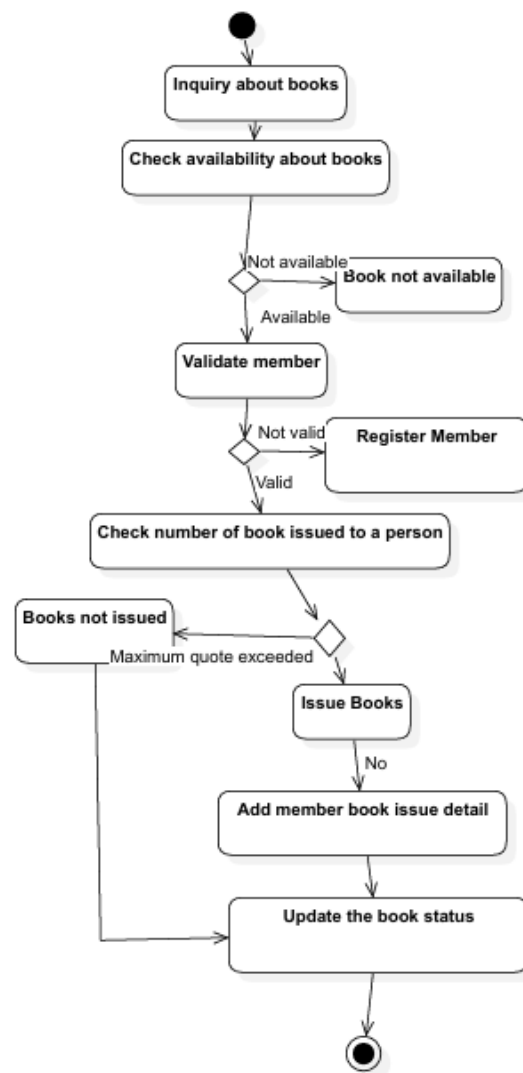 Inquiry about books
Check availability about books
Not available
Book not available
Available
Validate member
Not valid
Register Member
Valid
Check number of book issued to a person
Books not issued
Maximum quote exceeded
Issue Books
No
Add member book issue detail
Update the book status